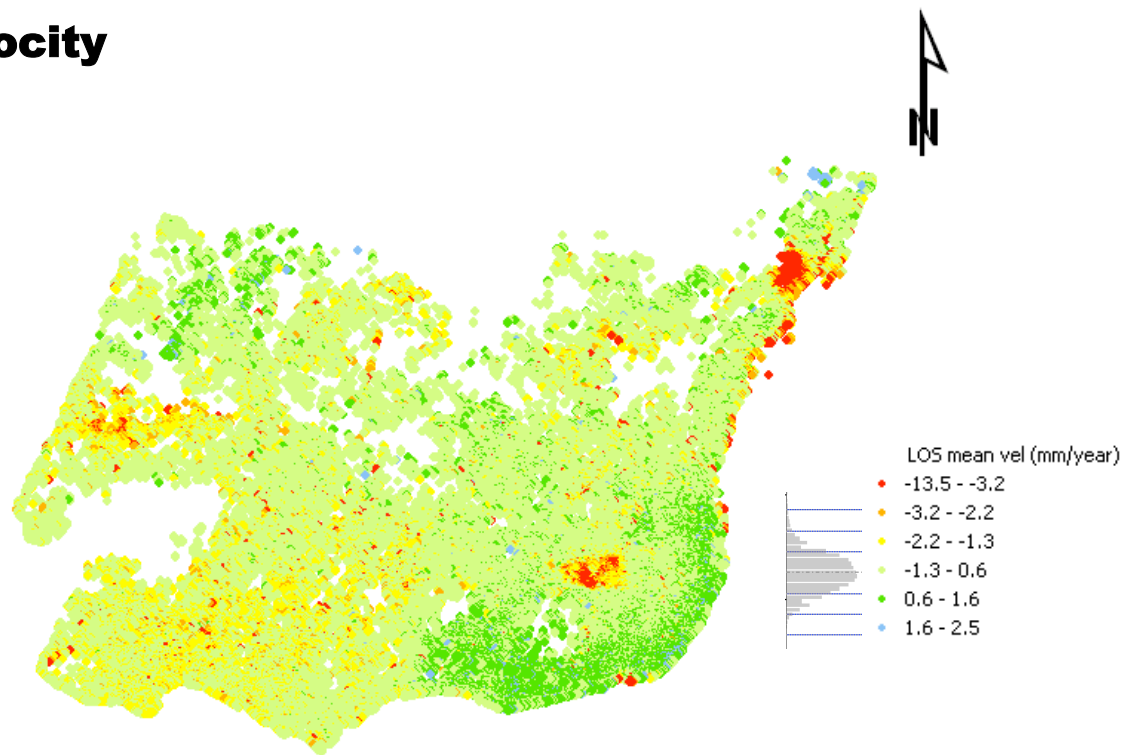 ocity
N
LOS mean vel (mm/year)
-13.5 - -3.2
-3.2 - -2.2
-2.2 - -1.3
-1.3 - 0.6
0.6 - 1.6
1.6 - 2.5